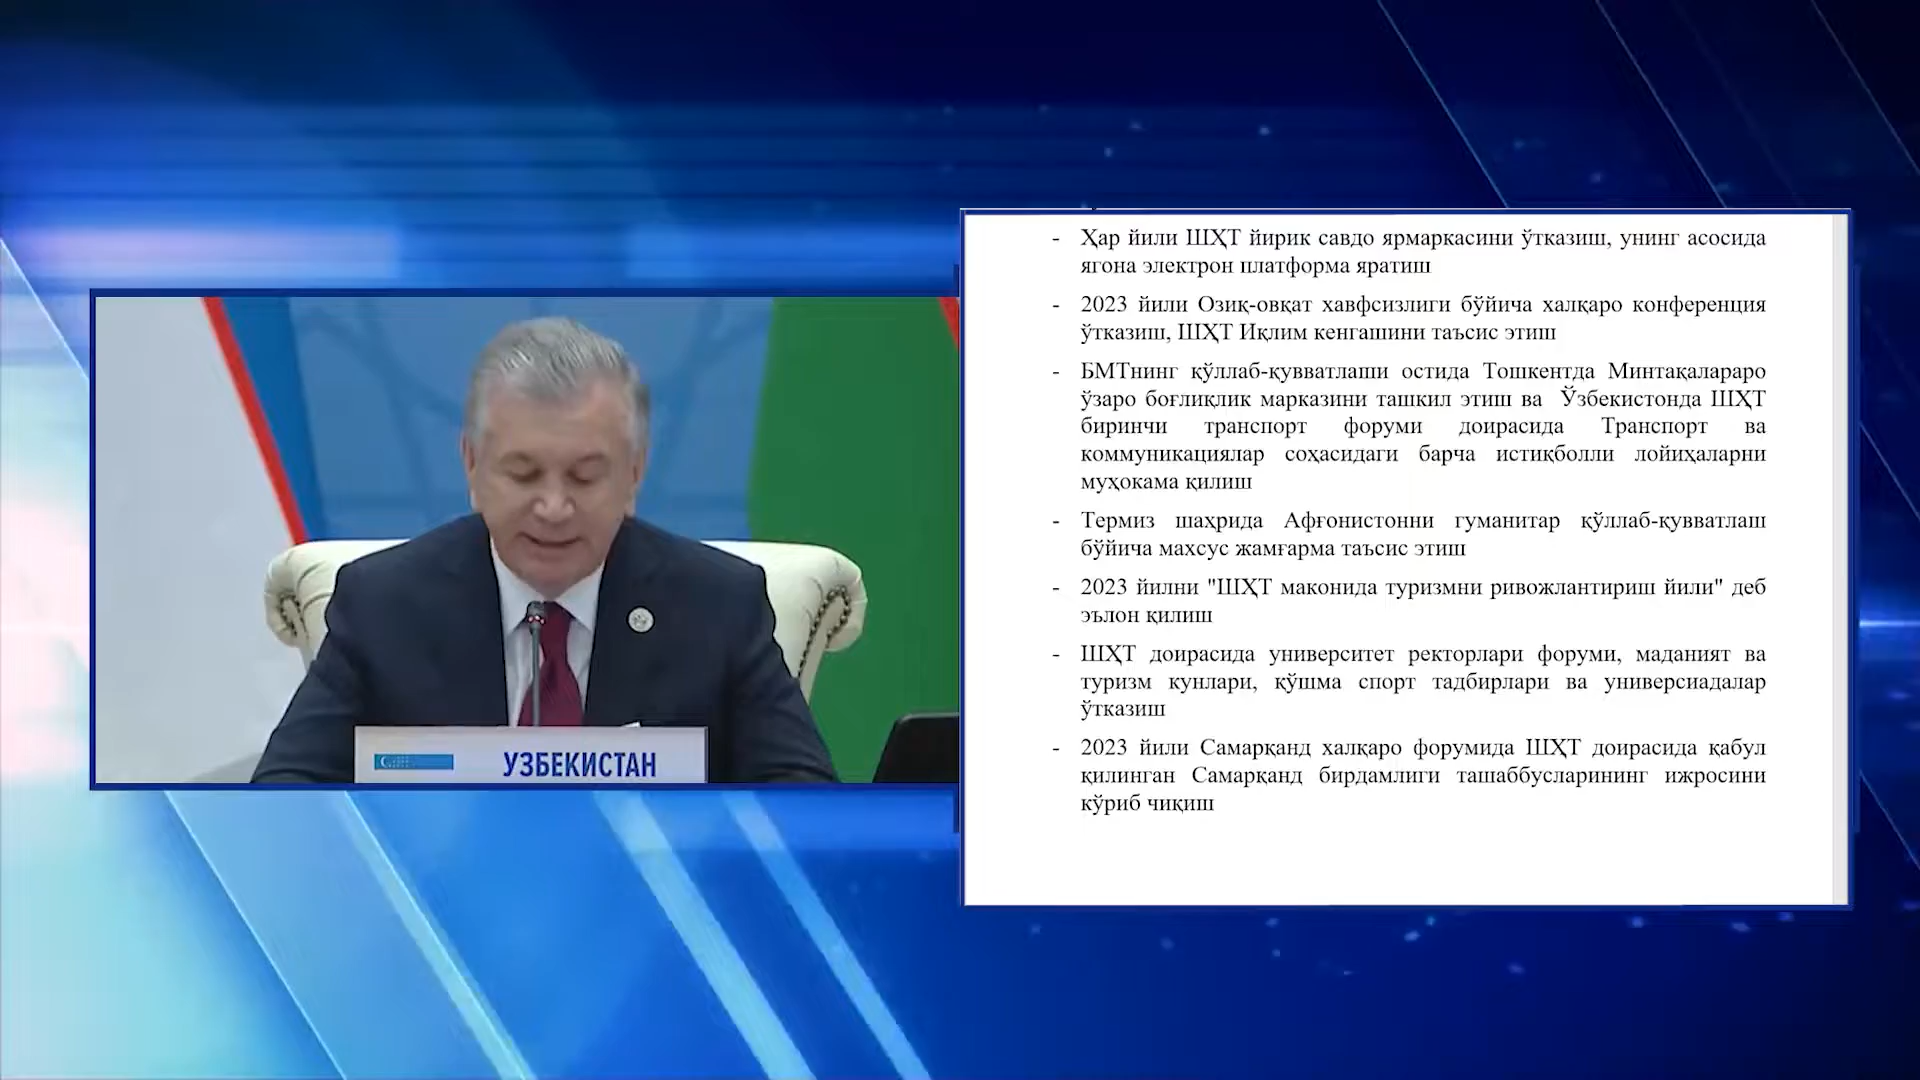 - Ҳар йили ШҲТ йирик савдо ярмаркасини ўтказиш, унинг асосида
ягона электрон платформа яратиш
- 2023 йили Озиқ-овқат хавфсизлиги бўйича халқаро конференция
ўтказиш, ШҲТ Иқлим кенгашини таъсис этиш
- БМТнинг қўллаб-қувватлаши остида Тошкентда Минтақалараро
ўзаро боғлиқлик марказини ташкил этиш ва Ўзбекистонда ШҲТ
биринчи транспорт форуми доирасида Транспорт ва
коммуникациялар соҳасидаги барча истиқболли лойиҳаларни
муҳокама қилиш
- Термиз шаҳрида Афғонистонни гуманитар қўллаб-қувватлаш
бўйича махсус жамғарма таъсис этиш
- 2023 йилни "ШҲТ маконида туризмни ривожлантириш йили" деб
эълон қилиш
- ШҲТ доирасида университет ректорлари форуми, маданият ва
туризм кунлари, қўшма спорт тадбирлари ва универсиадалар
ўтказиш
- 2023 йили Самарқанд халқаро форумида ШҲТ доирасида қабул
қилинган Самарқанд бирдамлиги ташаббусларининг ижросини
кўриб чиқиш
УЗБЕКИСТАН